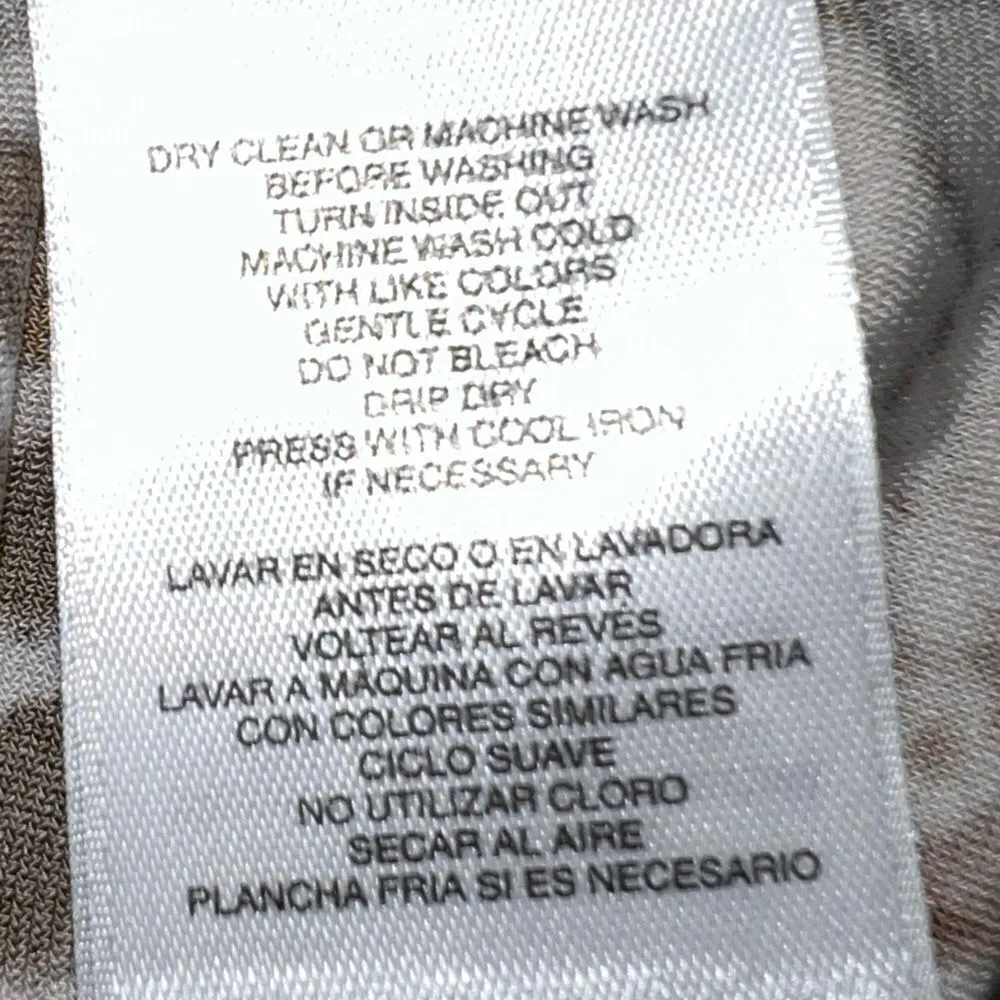 DRY CLEAN OR MACHINE WASH
BEFORE WASHING
TURN INSIDE OUT
MACHINE WASH COLD
WITH LIKE COLORS
GENTLE CYCLE
DO NOT BLEACH
DRIP DRY
PRESS WITH COOL IRON
IF NECESSARY
LAVAR EN SECO O EN LAVADORA
ANTES DE LAVAR
VOLTEAR AL REVÉS
LAVAR A MÁQUINA CON AGUA FRIA
CON COLORES SIMILARES
CICLO SUAVE
NO UTILIZAR CLORO
SECAR AL AIRE
PLANCHA FRIA SI ES NECESARIO